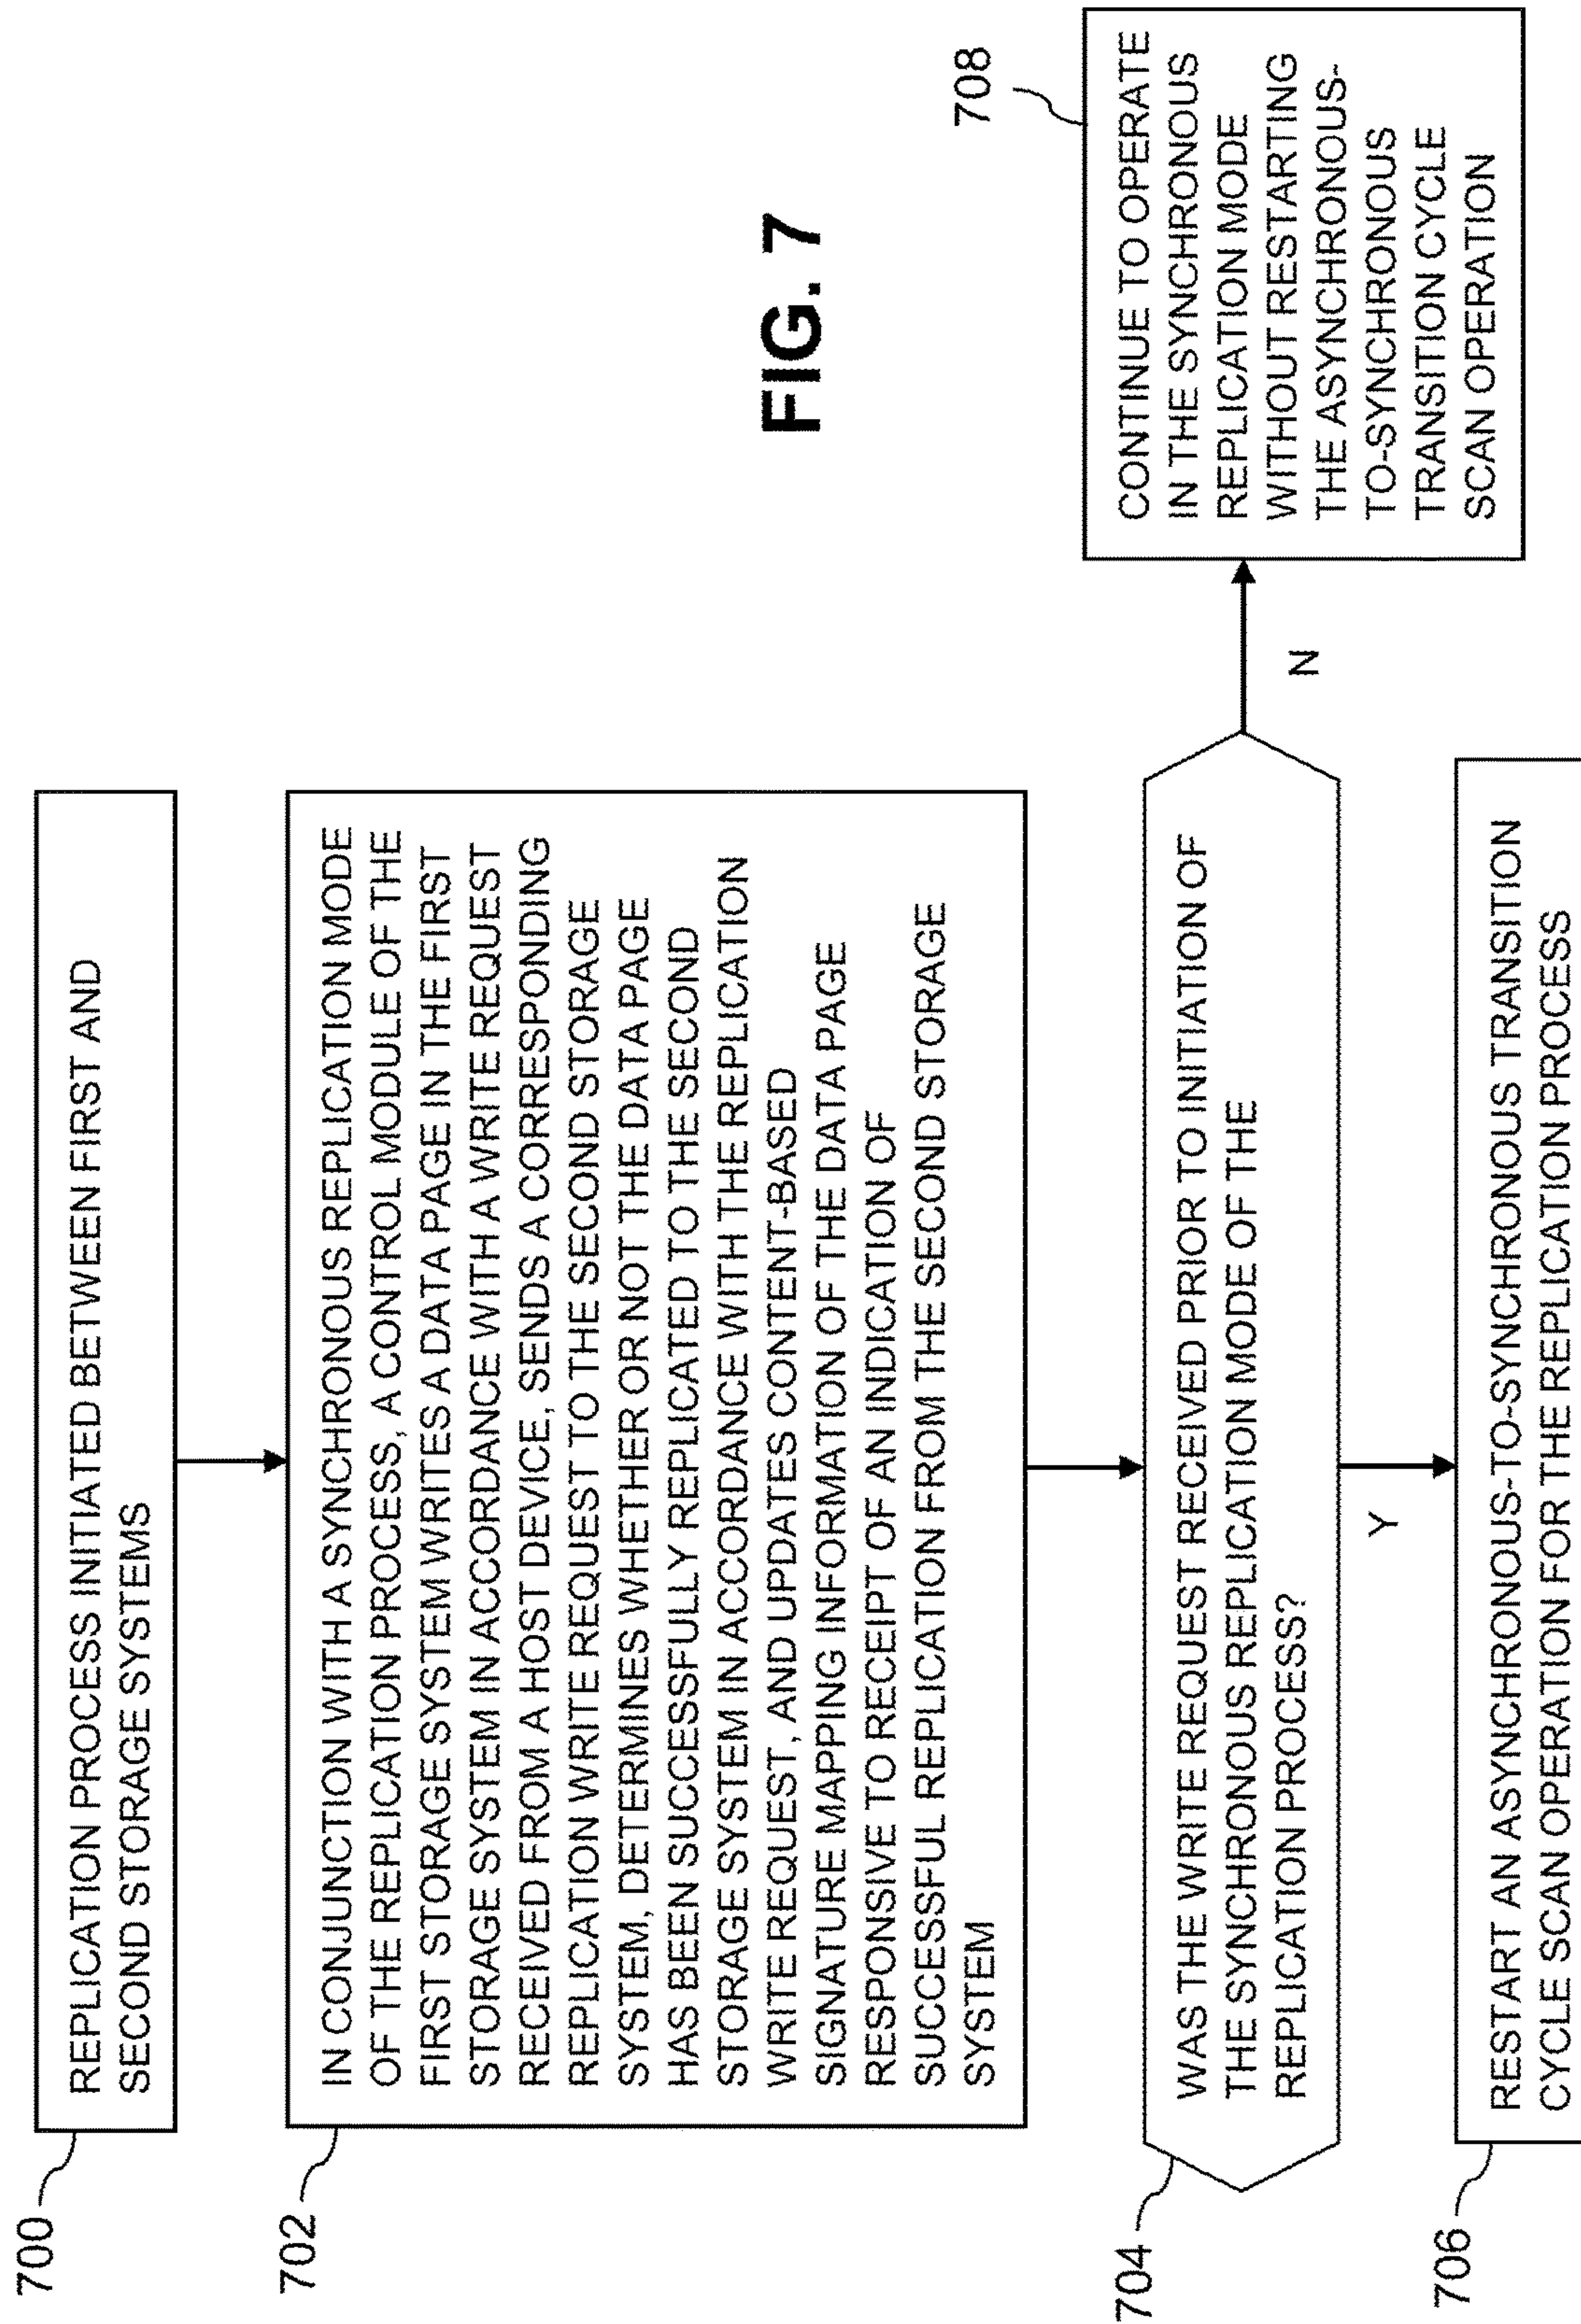 700
REPLICATION PROCESS INITIATED BETWEEN FIRST AND
SECOND STORAGE SYSTEMS
702
IN CONJUNCTION WITH A SYNCHRONOUS REPLICATION MODE
OF THE REPLICATION PROCESS, A CONTROL MODULE OF THE
FIRST STORAGE SYSTEM WRITES A DATA PAGE IN THE FIRST
STORAGE SYSTEM IN ACCORDANCE WITH A WRITE REQUEST
RECEIVED FROM A HOST DEVICE, SENDS A CORRESPONDING
REPLICATION WRITE REQUEST TO THE SECOND STORAGE
SYSTEM, DETERMINES WHETHER OR NOT THE DATA PAGE
HAS BEEN SUCCESSFULLY REPLICATED TO THE SECOND
STORAGE SYSTEM IN ACCORDANCE WITH THE REPLICATION
WRITE REQUEST, AND UPDATES CONTENT-BASED
SIGNATURE MAPPING INFORMATION OF THE DATA PAGE
RESPONSIVE TO RECEIPT OF AN INDICATION OF
SUCCESSFUL REPLICATION FROM THE SECOND STORAGE
SYSTEM
704
WAS THE WRITE REQUEST RECEIVED PRIOR TO INITIATION OF
THE SYNCHRONOUS REPLICATION MODE OF THE
REPLICATION PROCESS?
N
Y
706
RESTART AN ASYNCHRONOUS-TO-SYNCHRONOUS TRANSITION
CYCLE SCAN OPERATION FOR THE REPLICATION PROCESS
708
CONTINUE TO OPERATE
IN THE SYNCHRONOUS
REPLICATION MODE
WITHOUT RESTARTING
THE ASYNCHRONOUS-
TO-SYNCHRONOUS
TRANSITION CYCLE
SCAN OPERATION
FIG. 7